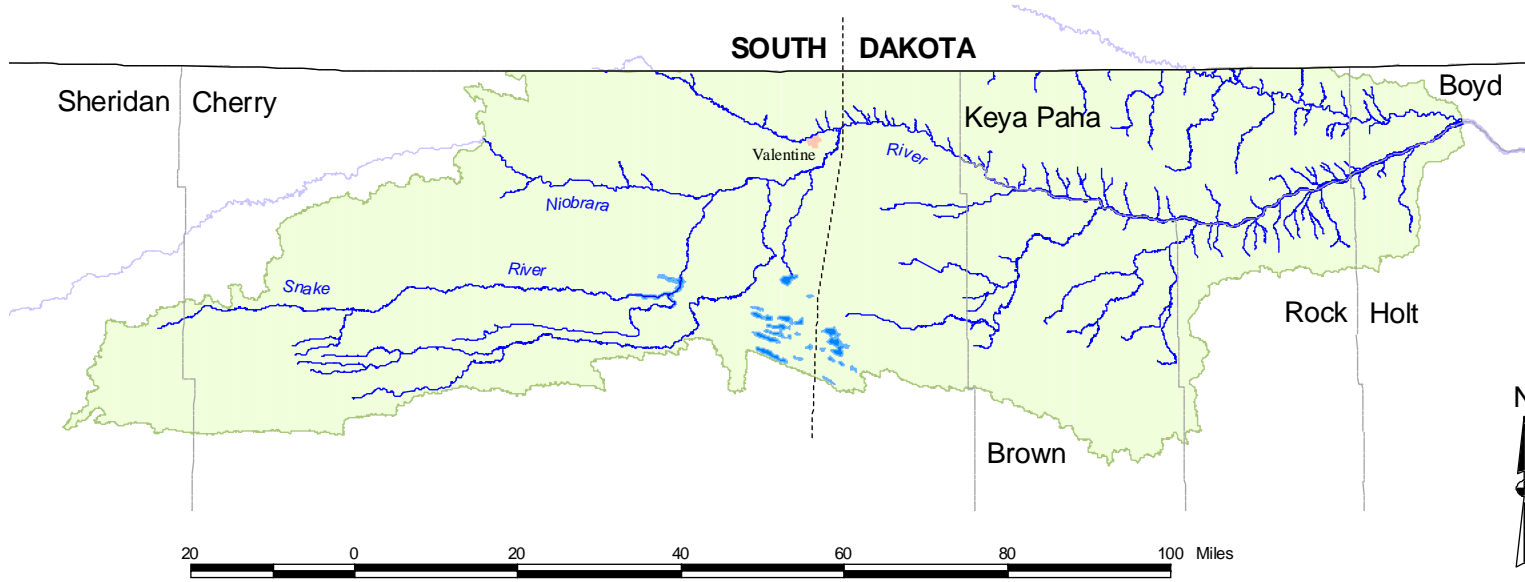 SOUTH DAKOTA
Sheridan Cherry
Boyd
Keya Paha
Valentine
River
Niobrara
River
Snake
Rock Holt
N
Brown
20 0 20 40 60 80 100 Miles